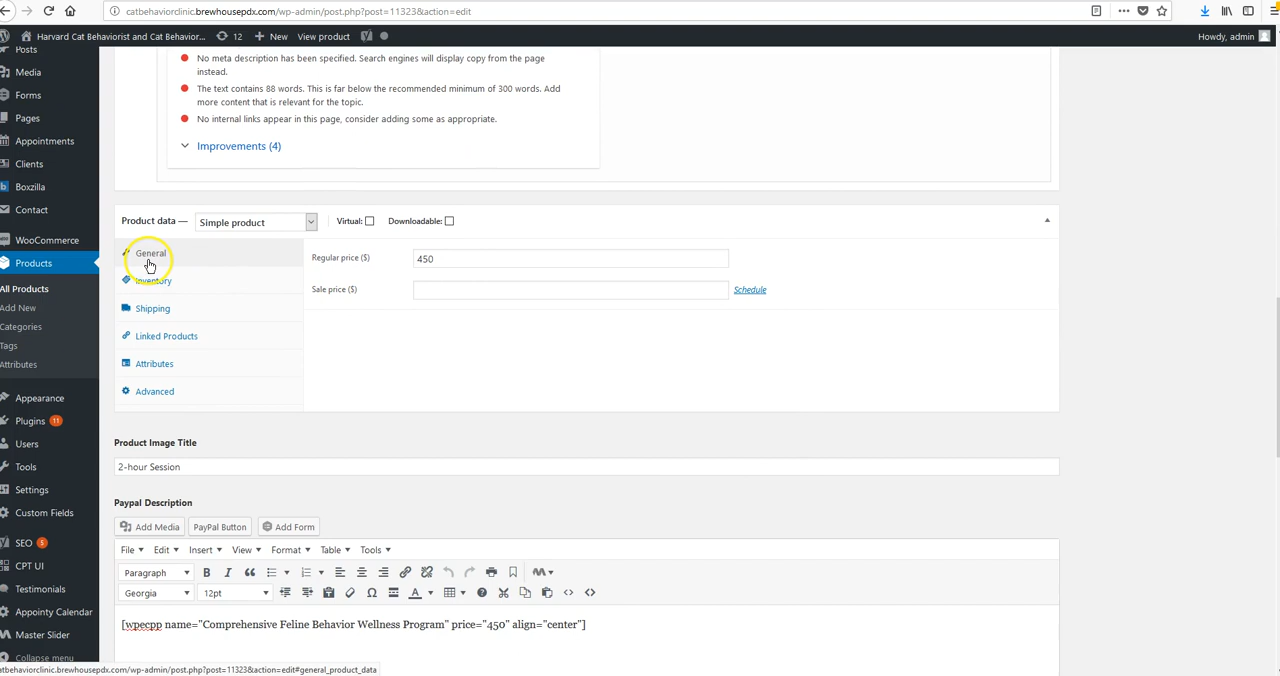 catbehaviorclinic.brewhousepdx.com/wp-admin/post.php?post=11323&action=edit
Harvard Cat Behaviorist and Cat Behavior... 12 New View product Howdy, admin
Posts
Media
Forms
Pages
Appointments
Clients
Boxzilla
Contact
WooCommerce
Products
All Products
Add New
Categories
Tags
Attributes
Appearance
Plugins 11
Users
Tools
Settings
Custom Fields
SEO 5
CPT UI
Testimonials
Appointy Calendar
Master Slider
Collapse menu
No meta description has been specified. Search engines will display copy from the page
instead.
The text contains 88 words. This is far below the recommended minimum of 300 words. Add
more content that is relevant for the topic.
No internal links appear in this page, consider adding some as appropriate.
Improvements (4)
Product data — Simple product Virtual: Downloadable:
General
Inventory
Shipping
Linked Products
Attributes
Advanced
Regular price ($) 450
Sale price ($) Schedule
Product Image Title
2-hour Session
Paypal Description
Add Media PayPal Button Add Form
File Edit Insert View Format Table Tools
Paragraph
Georgia 12pt
[wpecpp name="Comprehensive Feline Behavior Wellness Program" price="450" align="center"]
atbehaviorclinic.brewhousepdx.com/wp-admin/post.php?post=11323&action=edit#general_product_data